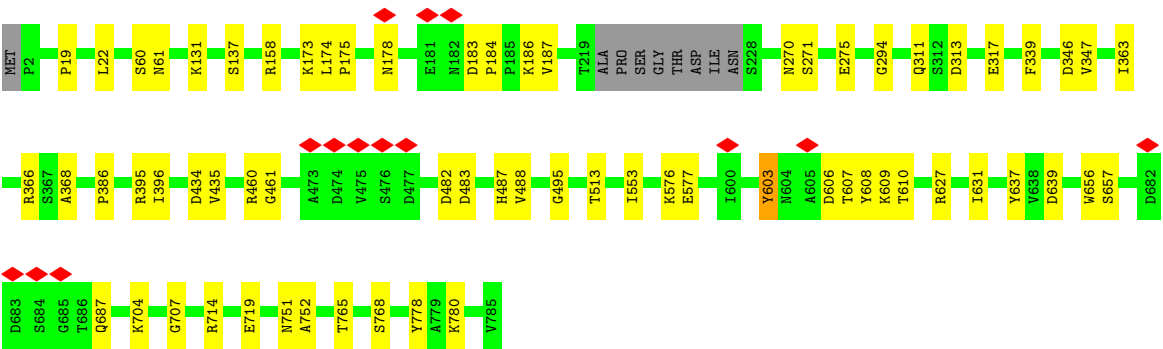 MET P2 P19 L22 S60 N61 K131 S137 R158 K173 L174 P175 N178 E181 N182 D183 P184 P185 K186 V187 T219 ALA PRO SER GLY THR ASP ILE ASN S228 N270 S271 E275 G294 Q311 S312 D313 E317 F339 D346 V347 I363
R366 S367 A368 P386 R395 I396 D434 V435 R460 G461 A473 D474 V475 S476 D477 D482 D483 H487 V488 G495 T513 I553 K576 E577 I600 Y603 N604 A605 D606 T607 Y608 K609 T610 R627 I631 Y637 V638 D639 W656 S657 D682
D683 S684 G685 T686 Q687 K704 G707 R714 E719 N751 A752 T765 S768 Y778 A779 K780 V785